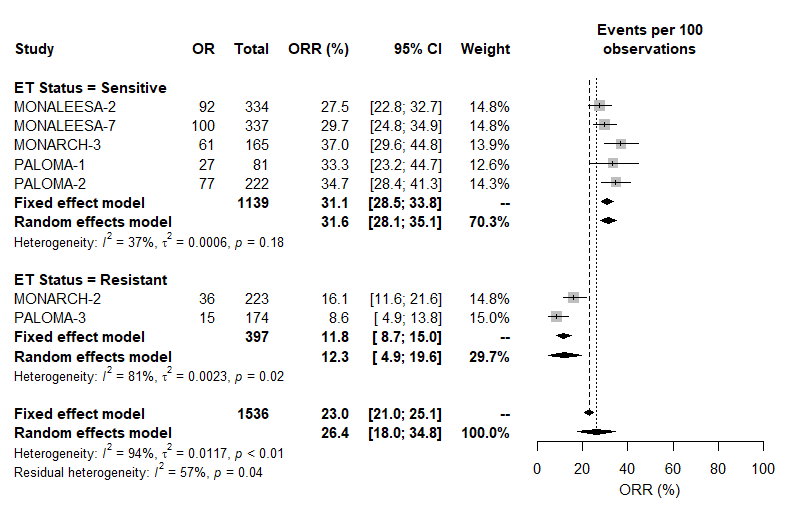 Events per 100
Study OR Total ORR (%) 95% CI Weight observations
ET Status = Sensitive
MONALEESA-2 92 334 27.5 [22.8; 32.7] 14.8%
MONALEESA-7 100 337 29.7 [24.8; 34.9] 14.8%
MONARCH-3 61 165 37.0 [29.6; 44.8] 13.9%
PALOMA-1 27 81 33.3 [23.2; 44.7] 12.6%
PALOMA-2 77 222 34.7 [28.4; 41.3] 14.3%
Fixed effect model 1139 31.1 [28.5; 33.8] --
Random effects model 31.6 [28.1; 35.1] 70.3%
Heterogeneity: I² = 37%, τ² = 0.0006, p = 0.18
ET Status = Resistant
MONARCH-2 36 223 16.1 [11.6; 21.6] 14.8%
PALOMA-3 15 174 8.6 [ 4.9; 13.8] 15.0%
Fixed effect model 397 11.8 [ 8.7; 15.0] --
Random effects model 12.3 [ 4.9; 19.6] 29.7%
Heterogeneity: I² = 81%, τ² = 0.0023, p = 0.02
Fixed effect model 1536 23.0 [21.0; 25.1] --
Random effects model 26.4 [18.0; 34.8] 100.0%
Heterogeneity: I² = 94%, τ² = 0.0117, p < 0.01
Residual heterogeneity: I² = 57%, p = 0.04
0 20 40 60 80 100
ORR (%)